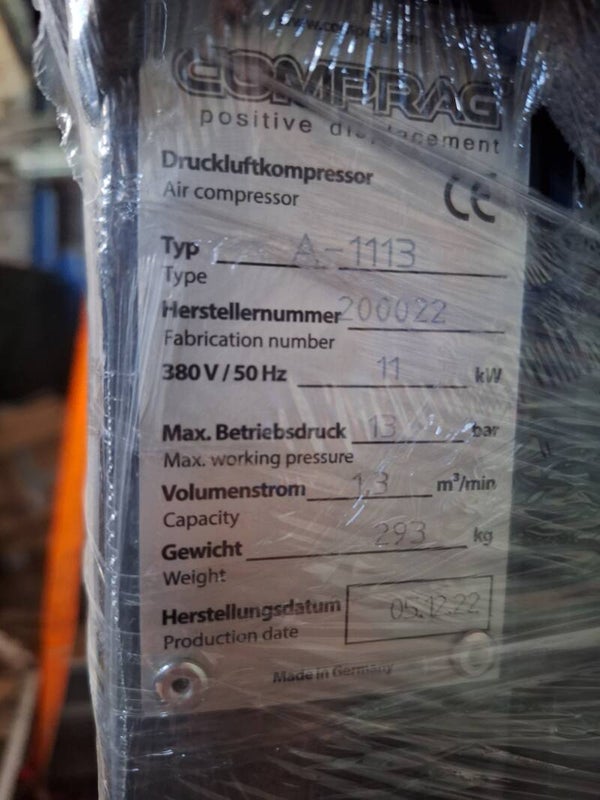 COMPRAG
positive displacement
Druckluftkompressor
Air compressor
CE
Typ A-1113
Type
Herstellernummer 200022
Fabrication number
380 V / 50 Hz 11 kW
Max. Betriebsdruck 13 bar
Max. working pressure
Volumenstrom 1,3 m³/min
Capacity
Gewicht 293 kg
Weight
Herstellungsdatum 05.12.22
Production date
Made in Germany